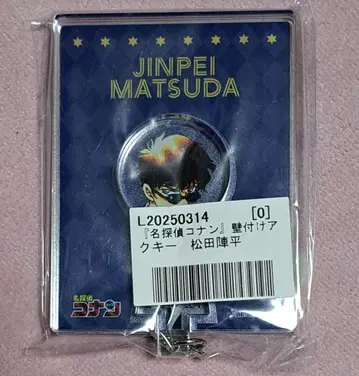 JINPEI
MATSUDA
L20250314 [0]
『名探偵コナン』壁付けア
クキー 松田陣平
名探偵
コナン